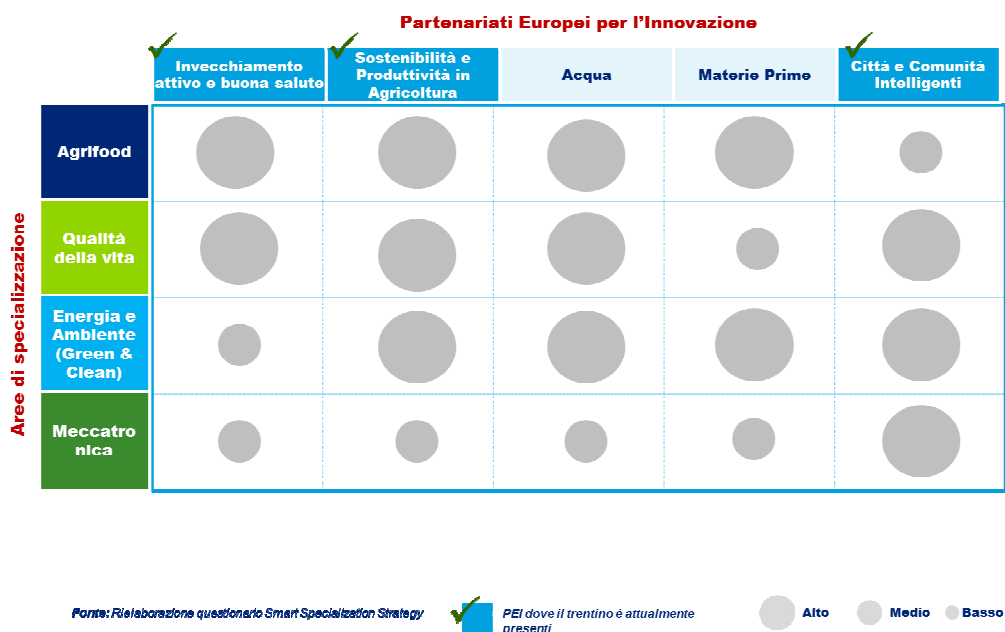 Partenariati Europei per l'Innovazione
Invecchiamento
attivo e buona salute
Sostenibilità e
Produttività in
Agricoltura
Acqua
Materie Prime
Città e Comunità
Intelligenti
Aree di specializzazione
Agrifood
Qualità
della vita
Energia e
Ambiente
(Green &
Clean)
Meccatro
nica
Fonte: Rielaborazione questionario Smart Specialization Strategy
PEI dove il trentino è attualmente
presenti
Alto
Medio
Basso